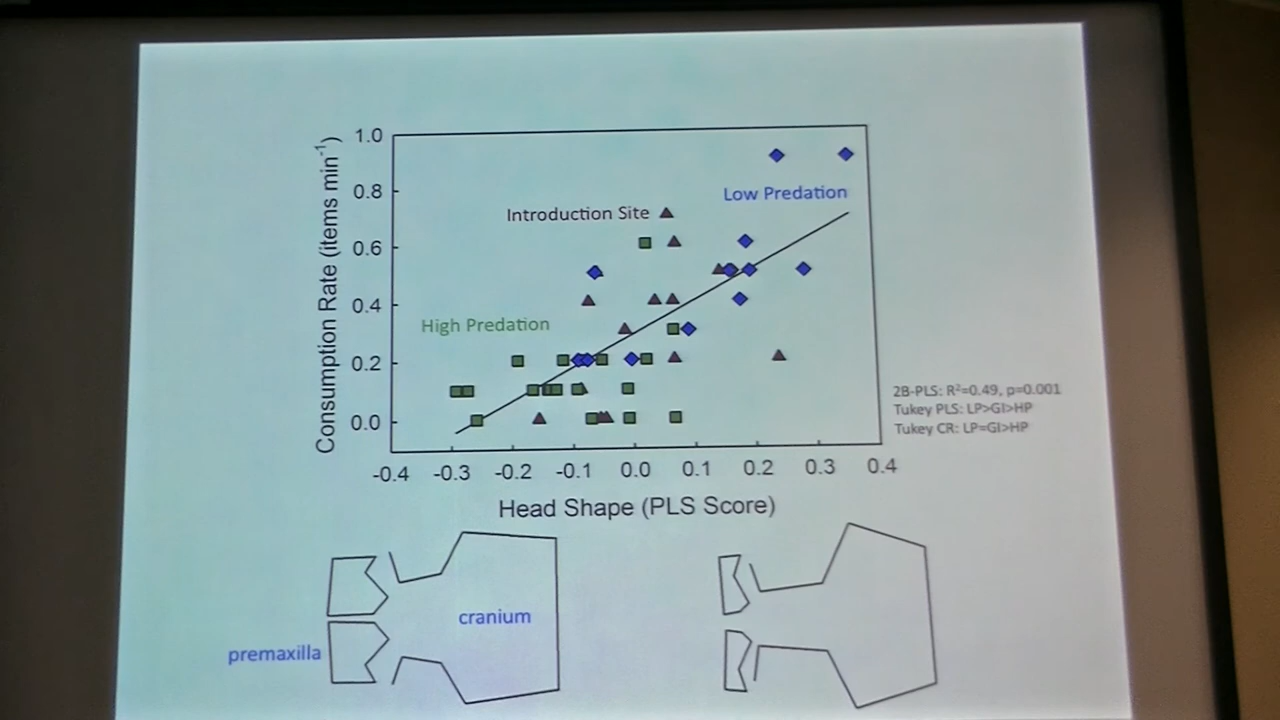 1.0
0.8
0.6
0.4
0.2
0.0
Consumption Rate (items min⁻¹)
Low Predation
Introduction Site
High Predation
2B-PLS: R²=0.49, p=0.001
Tukey PLS: LP>GI>HP
Tukey CR: LP=GI>HP
-0.4 -0.3 -0.2 -0.1 0.0 0.1 0.2 0.3 0.4
Head Shape (PLS Score)
cranium
premaxilla